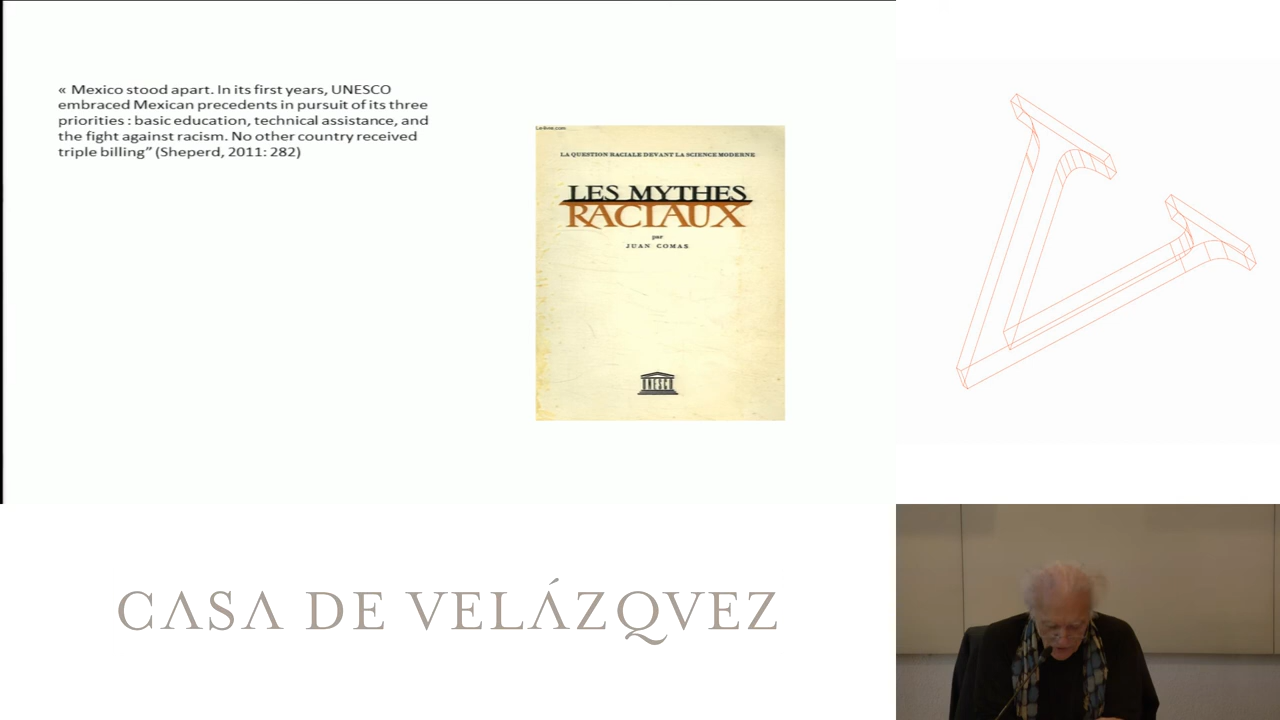 « Mexico stood apart. In its first years, UNESCO
embraced Mexican precedents in pursuit of its three
priorities : basic education, technical assistance, and
the fight against racism. No other country received
triple billing” (Sheperd, 2011: 282)
LA QUESTION RACIALE DEVANT LA SCIENCE MODERNE
LES MYTHES
RACIAUX
par
JUAN COMAS
UNESCO
CASA DE VELÁZQVEZ